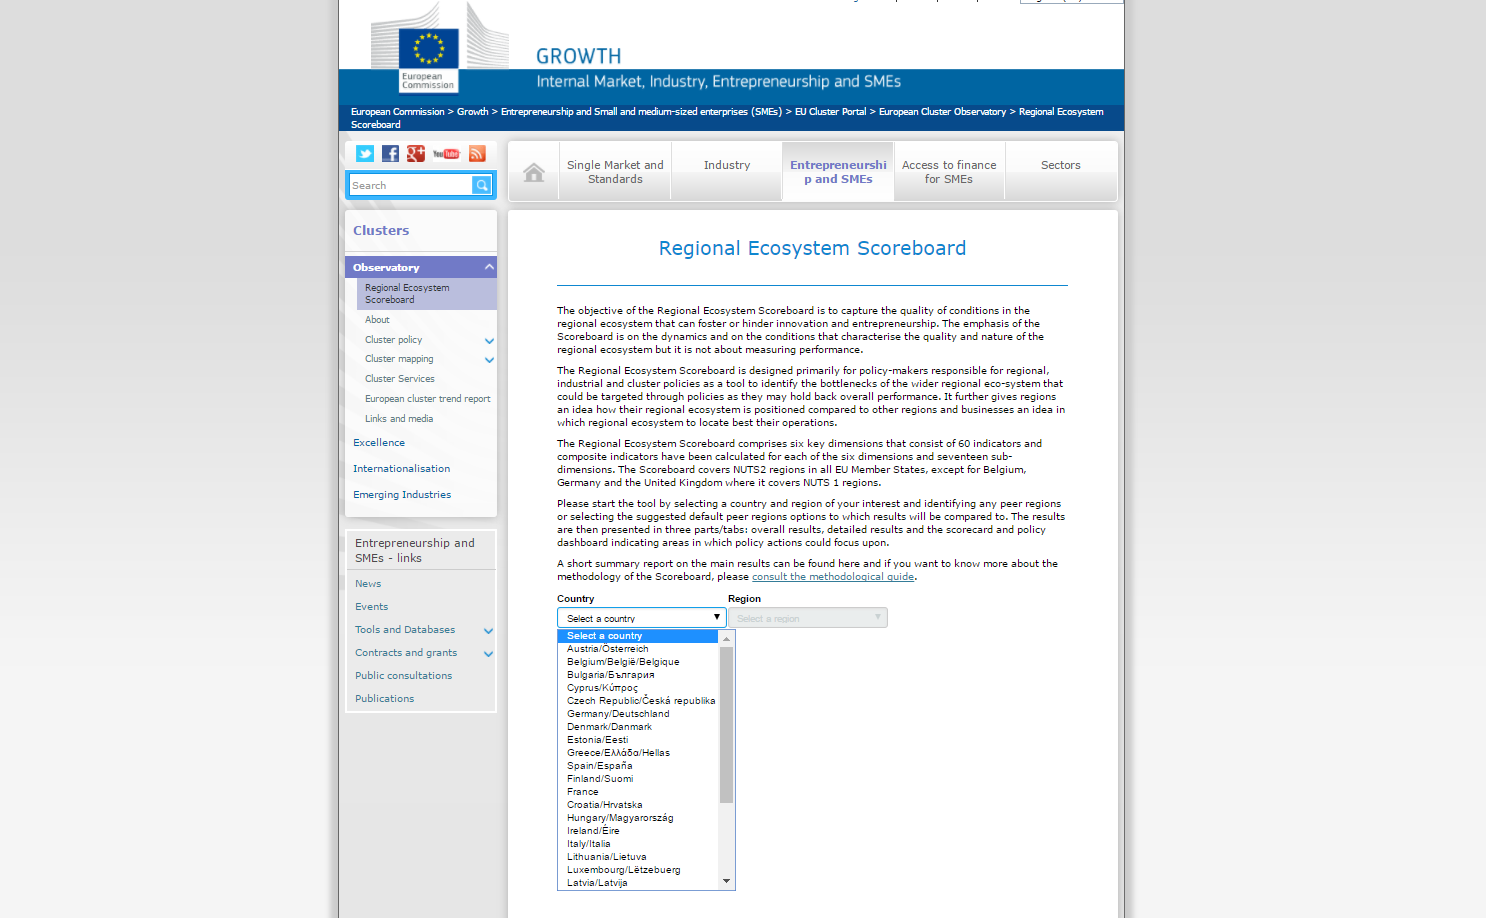 European
Commission
GROWTH
Internal Market, Industry, Entrepreneurship and SMEs
European Commission > Growth > Entrepreneurship and Small and medium-sized enterprises (SMEs) > EU Cluster Portal > European Cluster Observatory > Regional Ecosystem
Scoreboard
YouTube
Search
Single Market and
Standards
Industry
Entrepreneurshi
p and SMEs
Access to finance
for SMEs
Sectors
Clusters
Observatory
Regional Ecosystem
Scoreboard
About
Cluster policy
Cluster mapping
Cluster Services
European cluster trend report
Links and media
Excellence
Internationalisation
Emerging Industries
Entrepreneurship and
SMEs - links
News
Events
Tools and Databases
Contracts and grants
Public consultations
Publications
Regional Ecosystem Scoreboard
The objective of the Regional Ecosystem Scoreboard is to capture the quality of conditions in the
regional ecosystem that can foster or hinder innovation and entrepreneurship. The emphasis of the
Scoreboard is on the dynamics and on the conditions that characterise the quality and nature of the
regional ecosystem but it is not about measuring performance.
The Regional Ecosystem Scoreboard is designed primarily for policy-makers responsible for regional,
industrial and cluster policies as a tool to identify the bottlenecks of the wider regional eco-system that
could be targeted through policies as they may hold back overall performance. It further gives regions
an idea how their regional ecosystem is positioned compared to other regions and businesses an idea in
which regional ecosystem to locate best their operations.
The Regional Ecosystem Scoreboard comprises six key dimensions that consist of 60 indicators and
composite indicators have been calculated for each of the six dimensions and seventeen sub-
dimensions. The Scoreboard covers NUTS2 regions in all EU Member States, except for Belgium,
Germany and the United Kingdom where it covers NUTS 1 regions.
Please start the tool by selecting a country and region of your interest and identifying any peer regions
or selecting the suggested default peer regions options to which results will be compared to. The results
are then presented in three parts/tabs: overall results, detailed results and the scorecard and policy
dashboard indicating areas in which policy actions could focus upon.
A short summary report on the main results can be found here and if you want to know more about the
methodology of the Scoreboard, please consult the methodological guide.
Country Region
Select a country Select a region
Select a country
Austria/Österreich
Belgium/België/Belgique
Bulgaria/България
Cyprus/Κύπρος
Czech Republic/Česká republika
Germany/Deutschland
Denmark/Danmark
Estonia/Eesti
Greece/Ελλάδα/Hellas
Spain/España
Finland/Suomi
France
Croatia/Hrvatska
Hungary/Magyarország
Ireland/Éire
Italy/Italia
Lithuania/Lietuva
Luxembourg/Lëtzebuerg
Latvia/Latvija